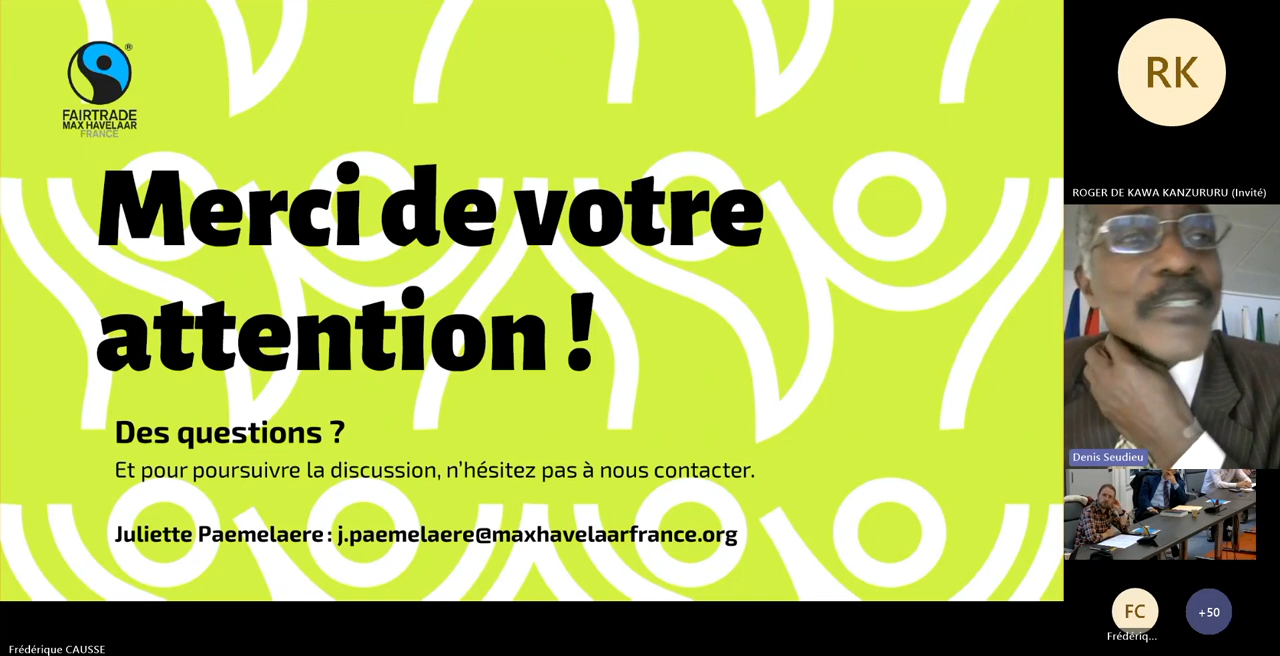 ®
FAIRTRADE
MAX HAVELAAR
FRANCE
Merci de votre
attention !
Des questions ?
Et pour poursuivre la discussion, n'hésitez pas à nous contacter.
Juliette Paemelaere : j.paemelaere@maxhavelaarfrance.org
RK
ROGER DE KAWA KANZURURU (Invité)
Denis Seudieu
FC
Frédériq...
+50
Frédérique CAUSSE